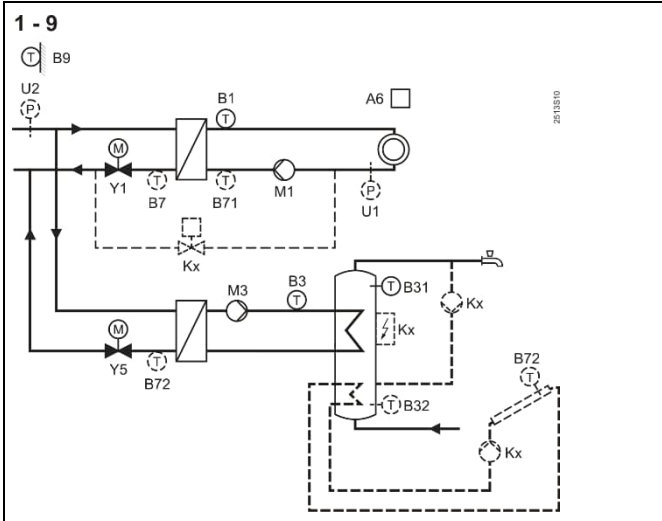 1 - 9
T B9
U2
P
B1
T
A6
2513S10
M
Y1
T
B7
T
B71
M1
P
U1
Kx
M3
B3
T
T B31
Kx
Kx
M
Y5
T
B72
T B32
B72
T
Kx